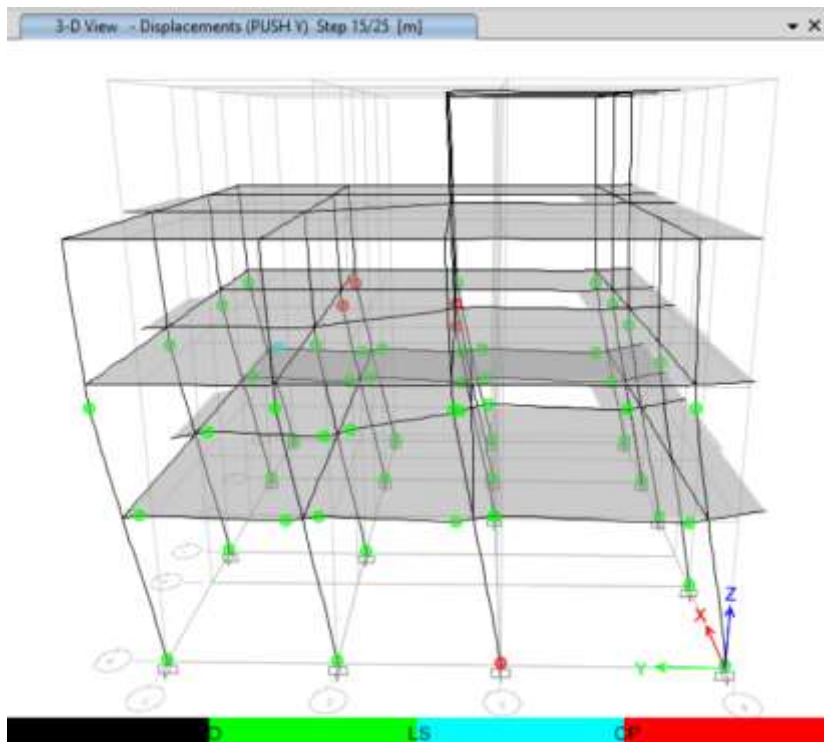 3-D View - Displacements (PUSH Y) Step 15/25 [m]
Z
X
Y
LS
CP